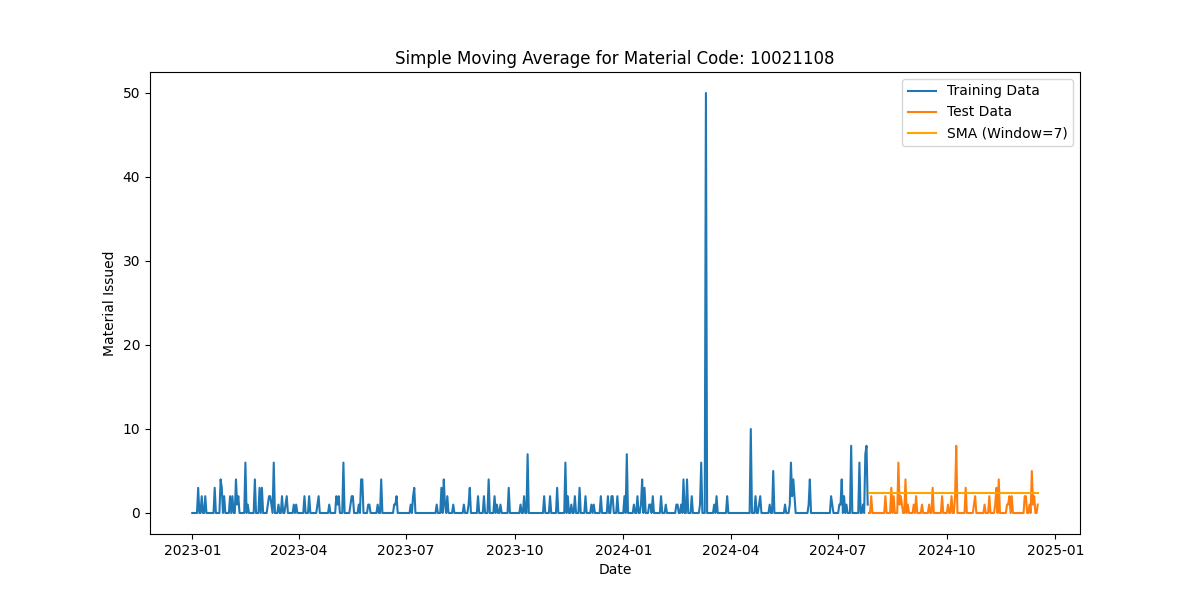 Simple Moving Average for Material Code: 10021108
Training Data
Test Data
SMA (Window=7)
Material Issued
50
40
30
20
10
0
2023-01 2023-04 2023-07 2023-10 2024-01 2024-04 2024-07 2024-10 2025-01
Date